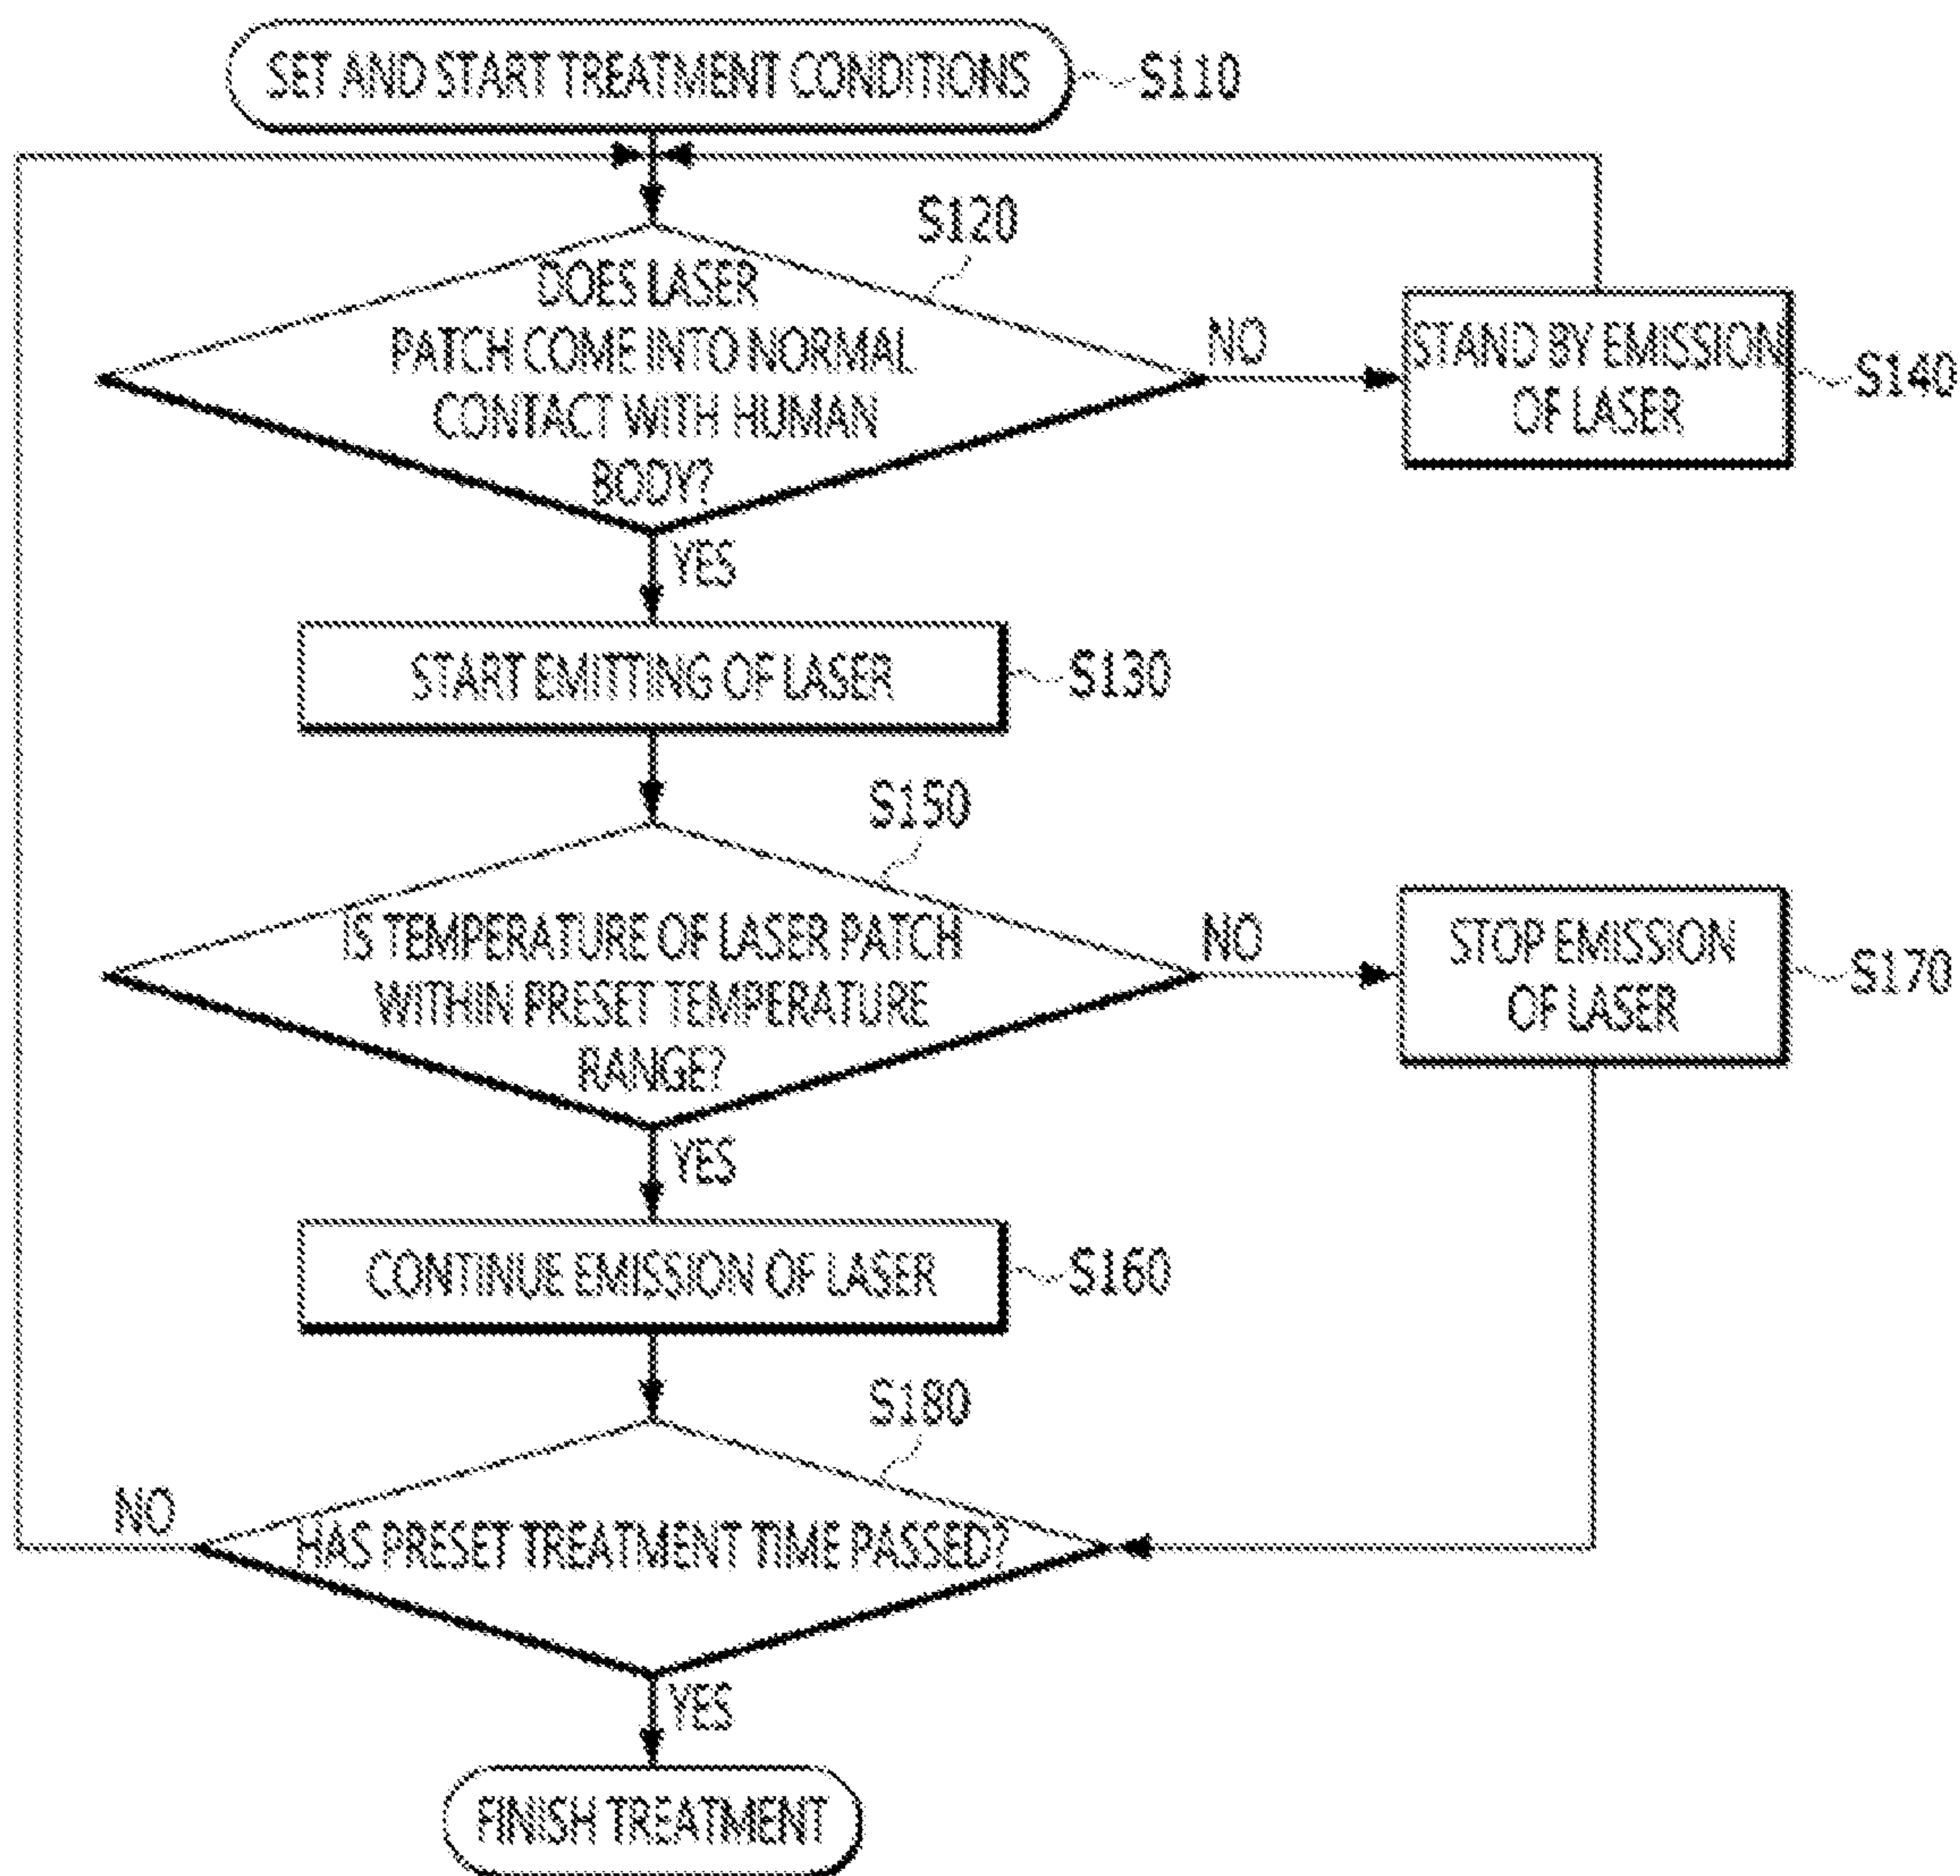 SET AND START TREATMENT CONDITIONS
S110
S120
DOES LASER
PATCH COME INTO NORMAL
CONTACT WITH HUMAN
BODY?
NO
STAND BY EMISSION
OF LASER
S140
YES
START EMITTING OF LASER
S130
S150
IS TEMPERATURE OF LASER PATCH
WITHIN PRESET TEMPERATURE
RANGE?
NO
STOP EMISSION
OF LASER
S170
YES
CONTINUE EMISSION OF LASER
S160
S180
NO
HAS PRESET TREATMENT TIME PASSED?
YES
FINISH TREATMENT